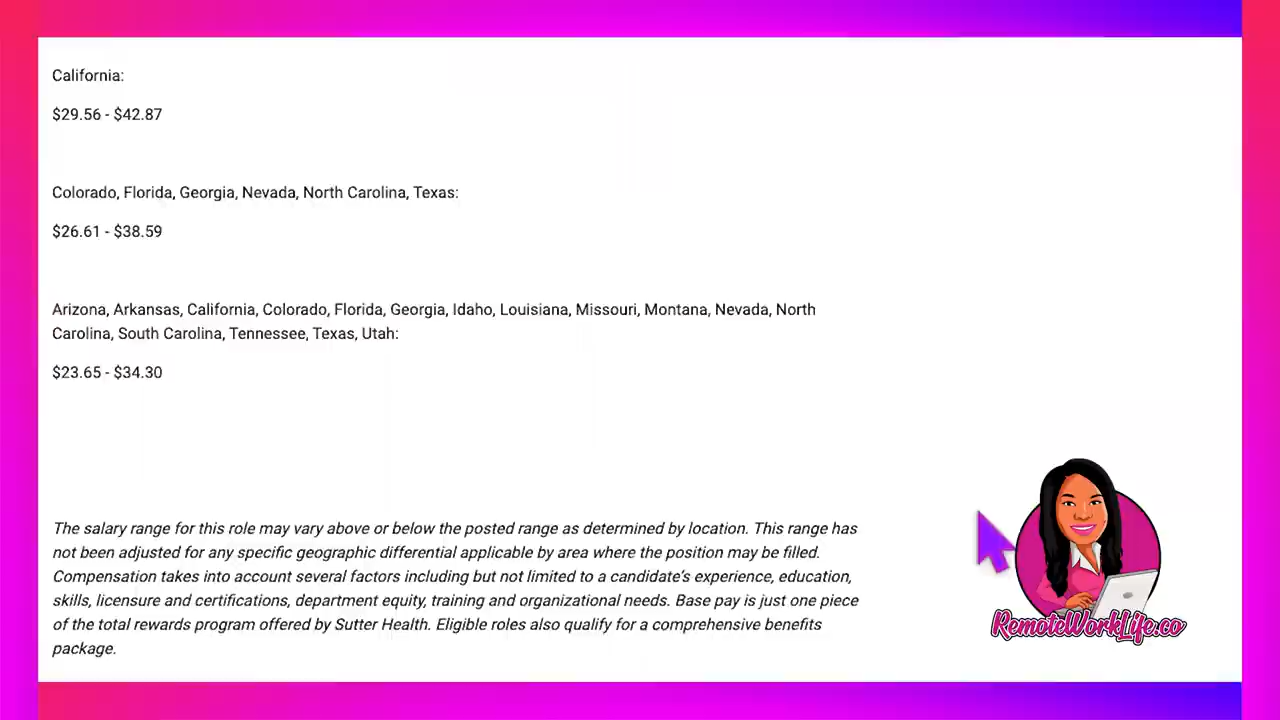 California:
$29.56 - $42.87
Colorado, Florida, Georgia, Nevada, North Carolina, Texas:
$26.61 - $38.59
Arizona, Arkansas, California, Colorado, Florida, Georgia, Idaho, Louisiana, Missouri, Montana, Nevada, North
Carolina, South Carolina, Tennessee, Texas, Utah:
$23.65 - $34.30
The salary range for this role may vary above or below the posted range as determined by location. This range has
not been adjusted for any specific geographic differential applicable by area where the position may be filled.
Compensation takes into account several factors including but not limited to a candidate's experience, education,
skills, licensure and certifications, department equity, training and organizational needs. Base pay is just one piece
of the total rewards program offered by Sutter Health. Eligible roles also qualify for a comprehensive benefits
package.
RemoteWorkLife.co